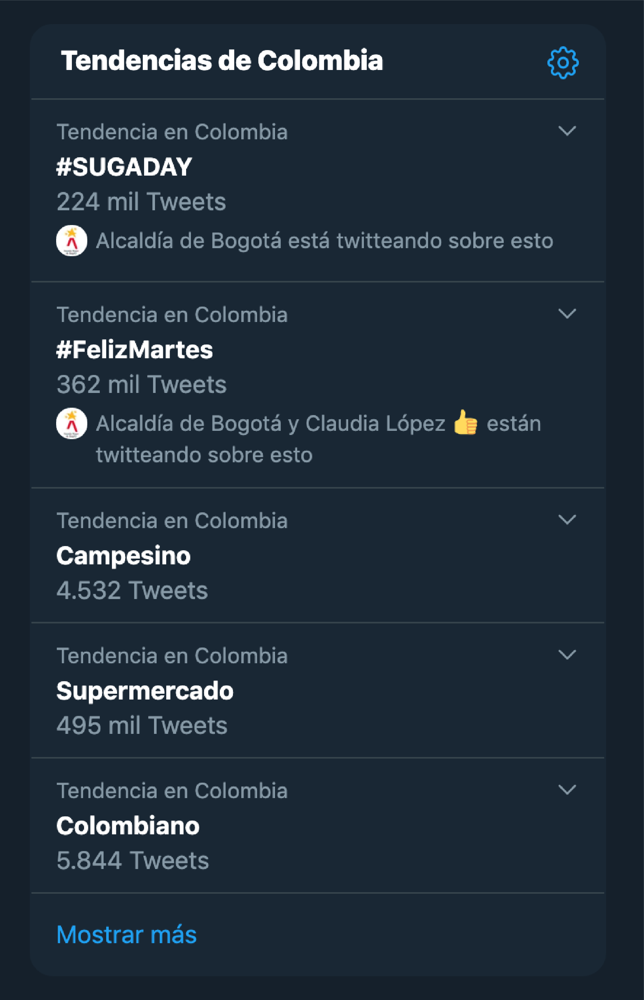 Tendencias de Colombia
Tendencia en Colombia
#SUGADAY
224 mil Tweets
Alcaldía de Bogotá está twitteando sobre esto
Tendencia en Colombia
#FelizMartes
362 mil Tweets
Alcaldía de Bogotá y Claudia López 👍 están
twitteando sobre esto
Tendencia en Colombia
Campesino
4.532 Tweets
Tendencia en Colombia
Supermercado
495 mil Tweets
Tendencia en Colombia
Colombiano
5.844 Tweets
Mostrar más